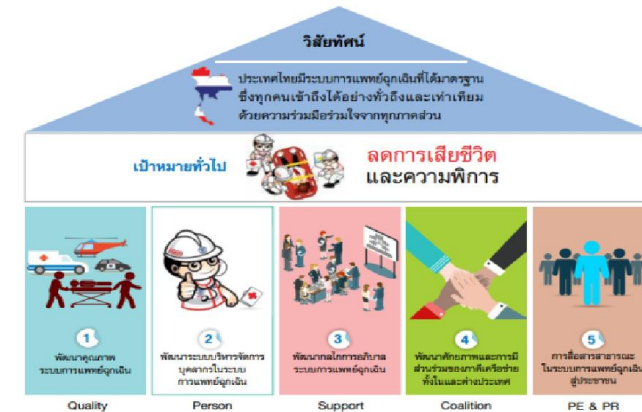 วิสัยทัศน์
ประเทศไทยมีระบบการแพทย์ฉุกเฉินที่ได้มาตรฐาน
ซึ่งทุกคนเข้าถึงได้อย่างทั่วถึงและเท่าเทียม
ด้วยความร่วมมือร่วมใจจากทุกภาคส่วน
เป้าหมายทั่วไป
ลดการเสียชีวิต
และความพิการ
1
พัฒนาคุณภาพ
ระบบการแพทย์ฉุกเฉิน
Quality
2
พัฒนาระบบบริหารจัดการ
บุคลากรในระบบ
การแพทย์ฉุกเฉิน
Person
3
พัฒนากลไกการอภิบาล
ระบบการแพทย์ฉุกเฉิน
Support
4
พัฒนาศักยภาพและการมี
ส่วนร่วมของภาคีเครือข่าย
ทั้งในและต่างประเทศ
Coalition
5
การสื่อสารสาธารณะ
ในระบบการแพทย์ฉุกเฉิน
สู่ประชาชน
PE & PR